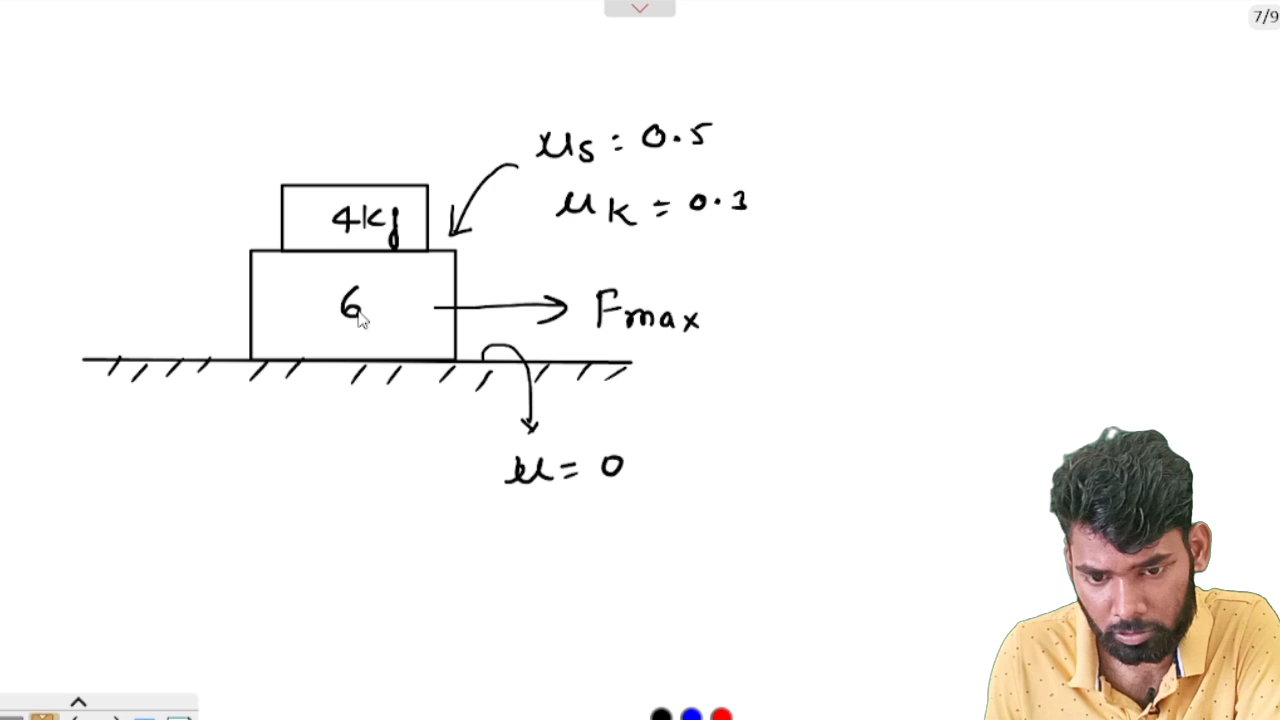 7/9
μs = 0.5
μk = 0.3
4kg
6
Fmax
μ = 0